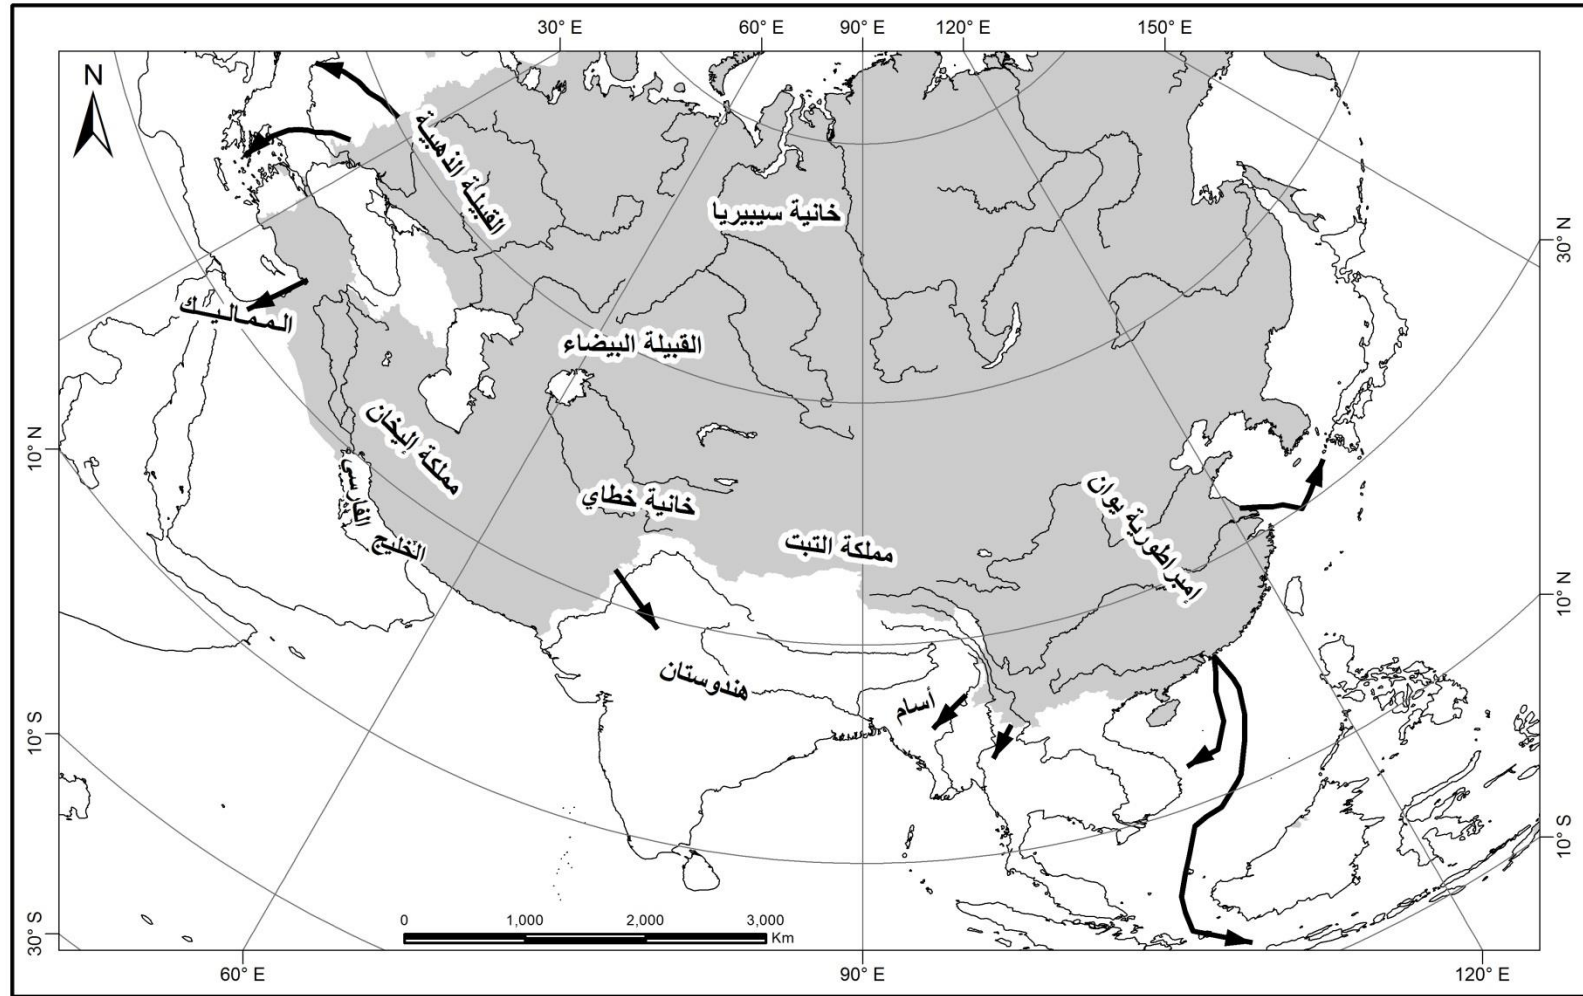 30° E
60° E
90° E
120° E
150° E
N
القبيلة الذهبية
خانية سيبيريا
30° N
المماليك
القبيلة البيضاء
مملكة إليخان
10° N
الخليج الفارسي
خانية خطاي
مملكة التبت
إمبراطورية يوان
10° N
هندوستان
أسام
10° S
10° S
0
1,000
2,000
3,000
Km
30° S
60° E
90° E
120° E